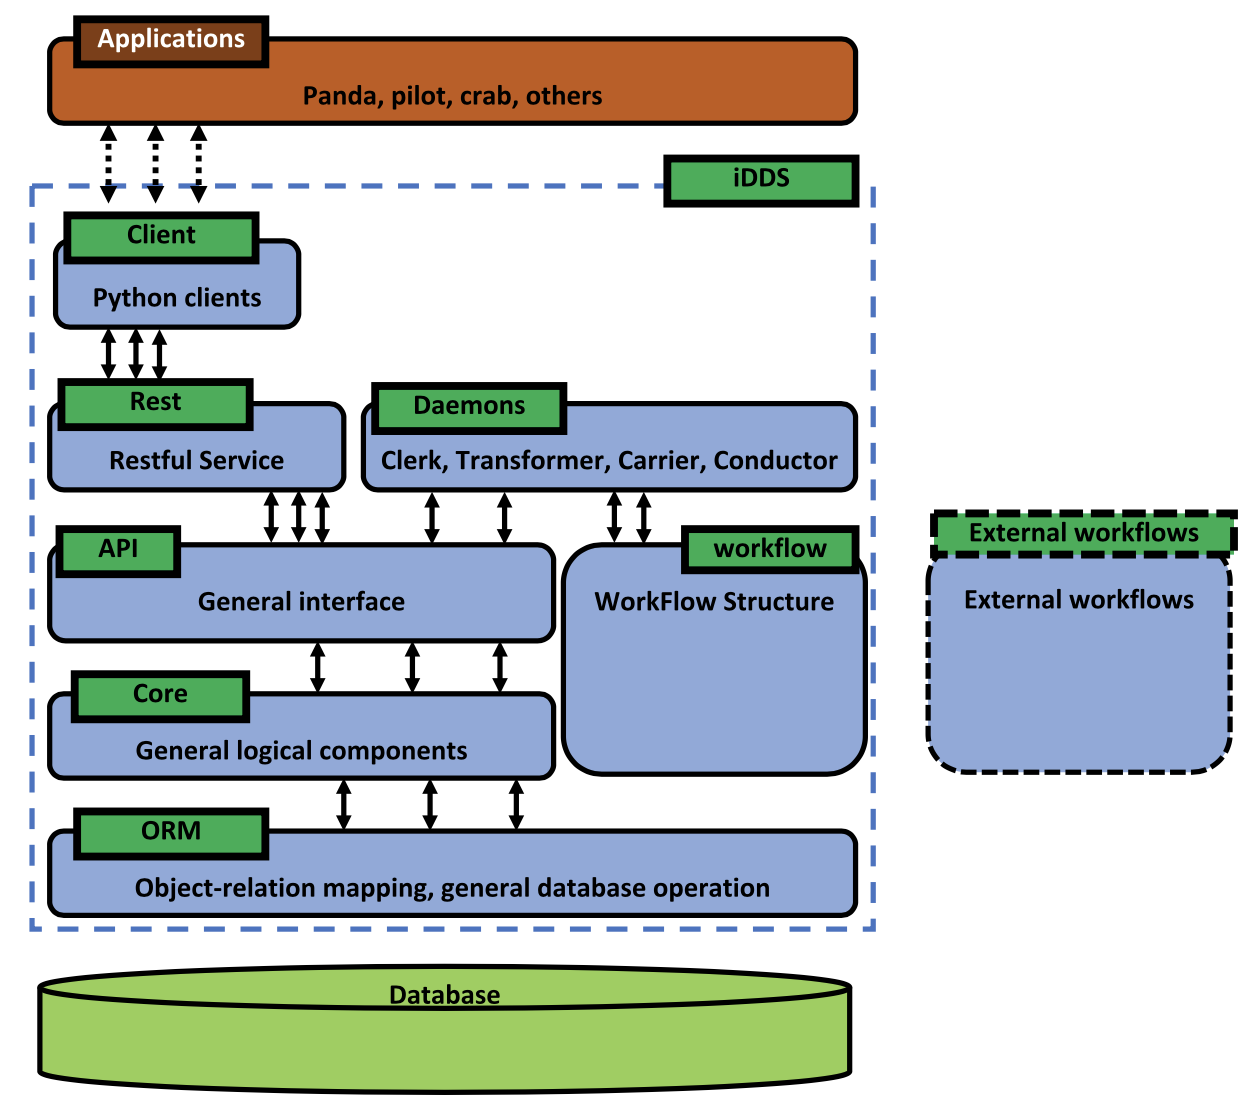 Applications
Panda, pilot, crab, others
iDDS
Client
Python clients
Rest
Restful Service
Daemons
Clerk, Transformer, Carrier, Conductor
API
General interface
workflow
WorkFlow Structure
External workflows
External workflows
Core
General logical components
ORM
Object-relation mapping, general database operation
Database